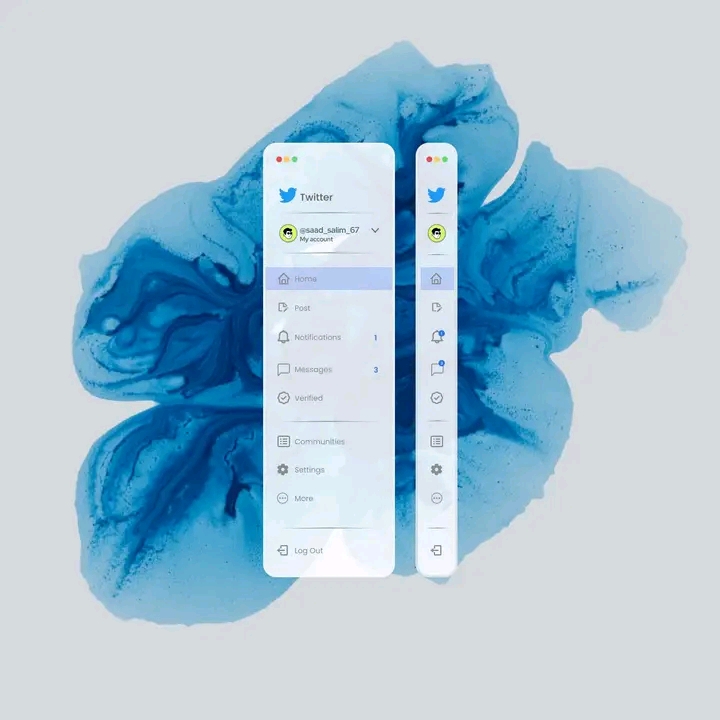 Twitter
@saad_salim_67
My account
Home
Post
Notifications 1
Messages 3
Verified
Communities
Settings
More
Log Out